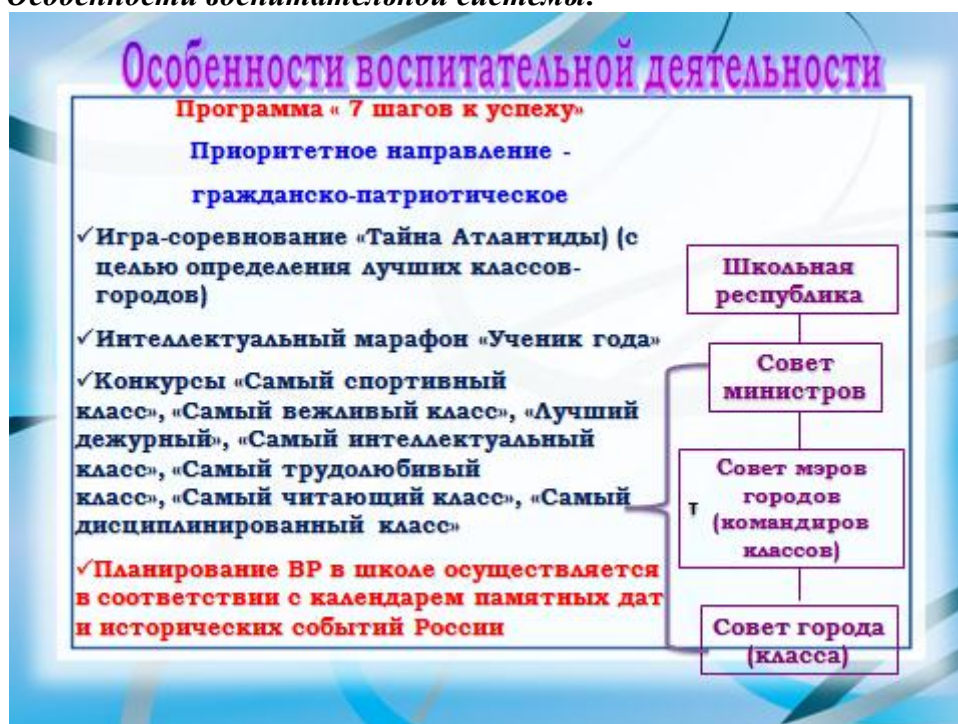 Особенности воспитательной системы:
Особенности воспитательной деятельности
Программа « 7 шагов к успеху»
Приоритетное направление -
гражданско-патриотическое
✓Игра-соревнование «Тайна Атлантиды) (с
целью определения лучших классов-
городов)
✓Интеллектуальный марафон «Ученик года»
✓Конкурсы «Самый спортивный
класс», «Самый вежливый класс», «Лучший
дежурный», «Самый интеллектуальный
класс», «Самый трудолюбивый
класс», «Самый читающий класс», «Самый
дисциплинированный класс»
✓Планирование ВР в школе осуществляется
в соответствии с календарем памятных дат
и исторических событий России
Школьная
республика
Совет
министров
Совет мэров
городов
(командиров
классов)
т
Совет города
(класса)